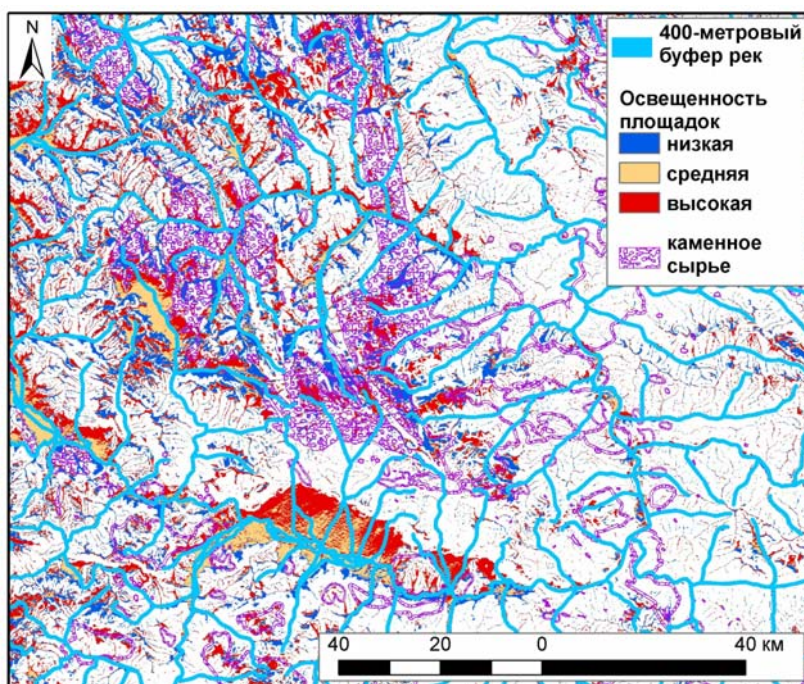 N
400-метровый
буфер рек
Освещенность
площадок
низкая
средняя
высокая
каменное
сырье
40 20 0 40 км